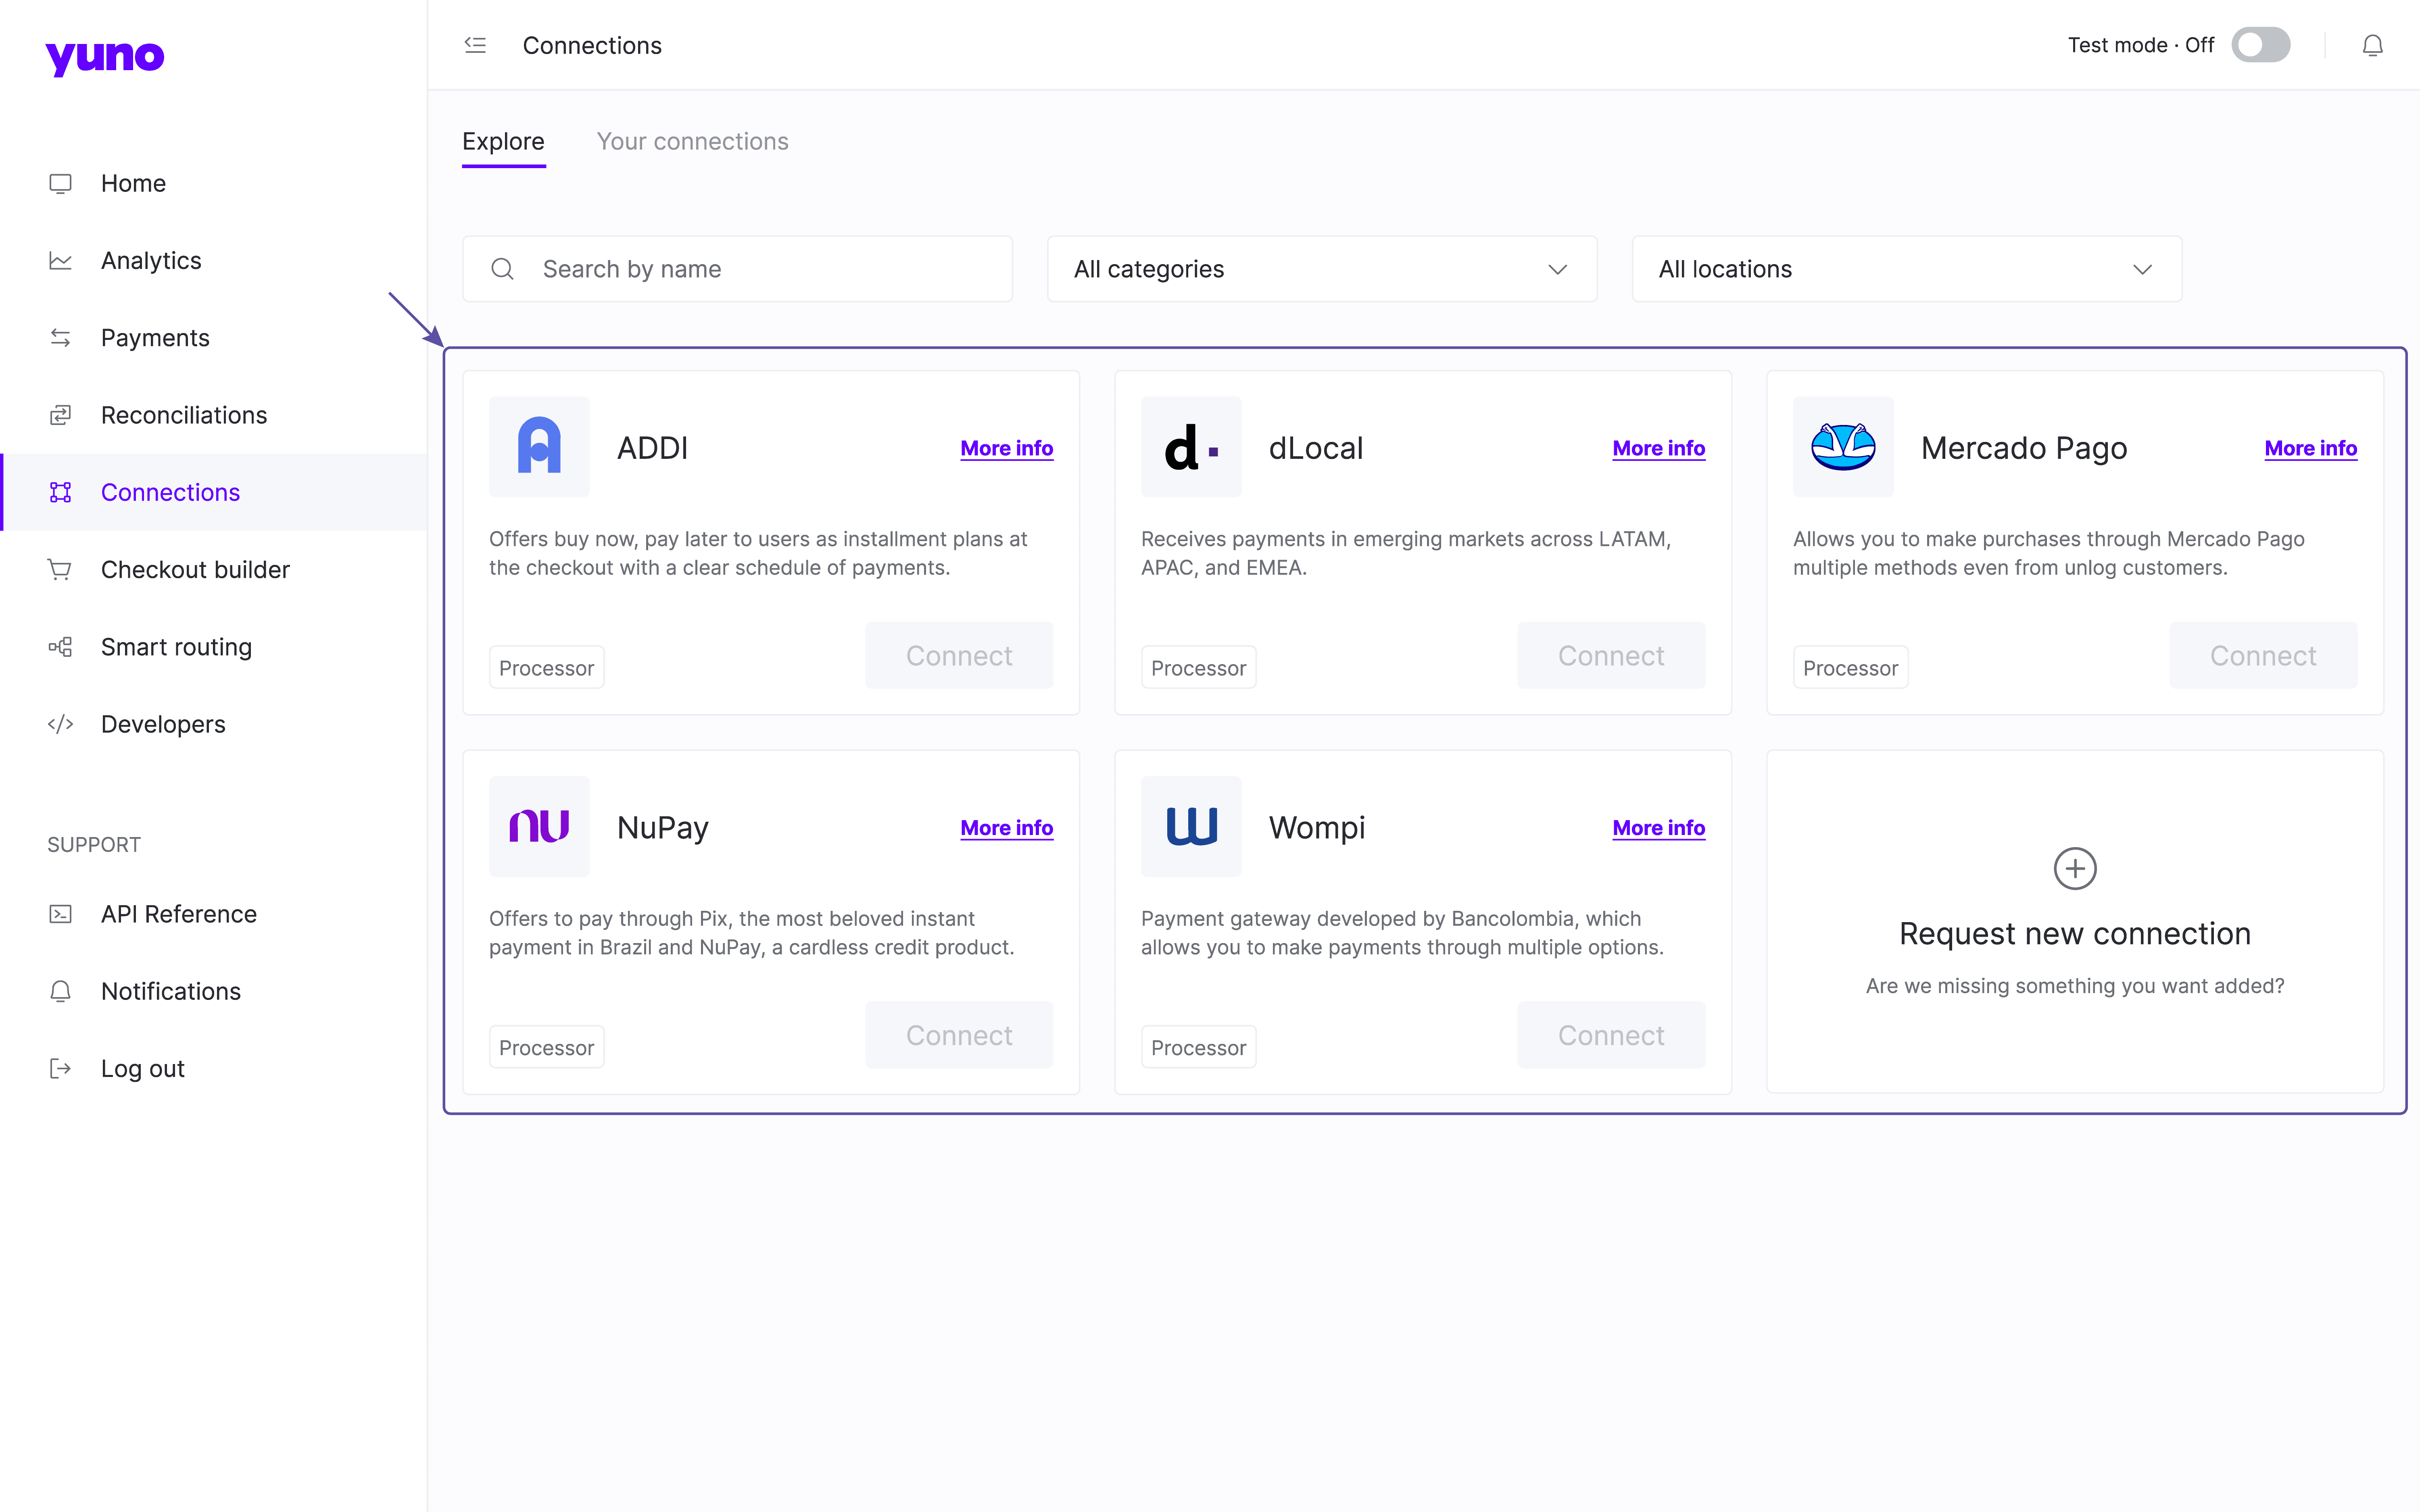 yuno
Home
Analytics
Payments
Reconciliations
Connections
Checkout builder
Smart routing
Developers
SUPPORT
API Reference
Notifications
Log out
Connections
Test mode · Off
Explore
Your connections
Search by name
All categories
All locations
ADDI
More info
Offers buy now, pay later to users as installment plans at
the checkout with a clear schedule of payments.
Processor
Connect
d.
dLocal
More info
Receives payments in emerging markets across LATAM,
APAC, and EMEA.
Processor
Connect
Mercado Pago
More info
Allows you to make purchases through Mercado Pago
multiple methods even from unlog customers.
Processor
Connect
nu
NuPay
More info
Offers to pay through Pix, the most beloved instant
payment in Brazil and NuPay, a cardless credit product.
Processor
Connect
Wompi
More info
Payment gateway developed by Bancolombia, which
allows you to make payments through multiple options.
Processor
Connect
Request new connection
Are we missing something you want added?